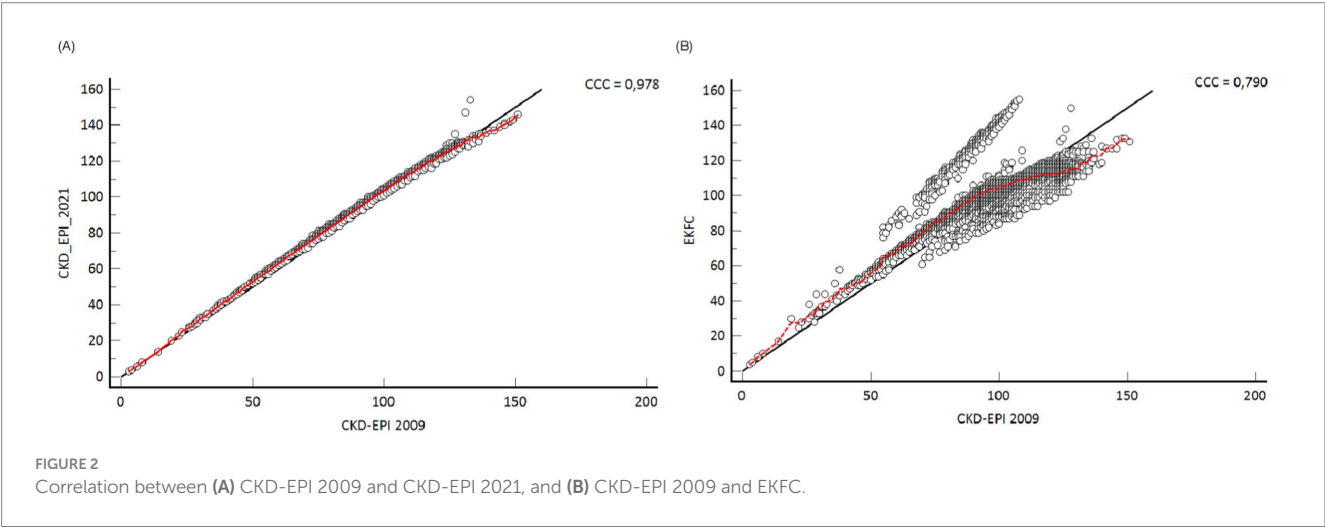 (A)
CCC = 0,978
160
140
120
100
80
60
40
20
0
CKD_EPI_2021
0 50 100 150 200
CKD-EPI 2009
(B)
CCC = 0,790
160
140
120
100
80
60
40
20
0
EKFC
0 50 100 150 200
CKD-EPI 2009
FIGURE 2
Correlation between (A) CKD-EPI 2009 and CKD-EPI 2021, and (B) CKD-EPI 2009 and EKFC.